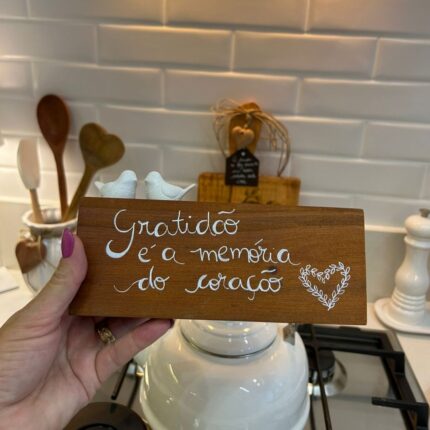 Gratidão
é a memória
do coração